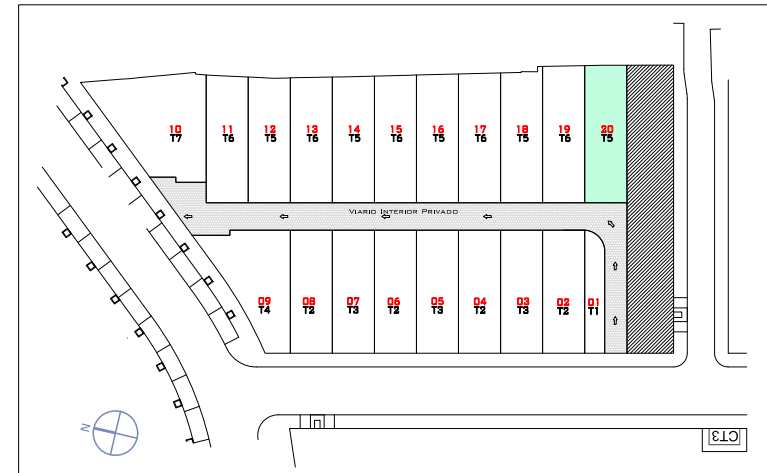 10
T7
11
T6
12
T5
13
T6
14
T5
15
T6
16
T5
17
T6
18
T5
19
T6
20
T5
Viario Interior Privado
09
T4
08
T2
07
T3
06
T2
05
T3
04
T2
03
T3
02
T2
01
T1
N
CT3